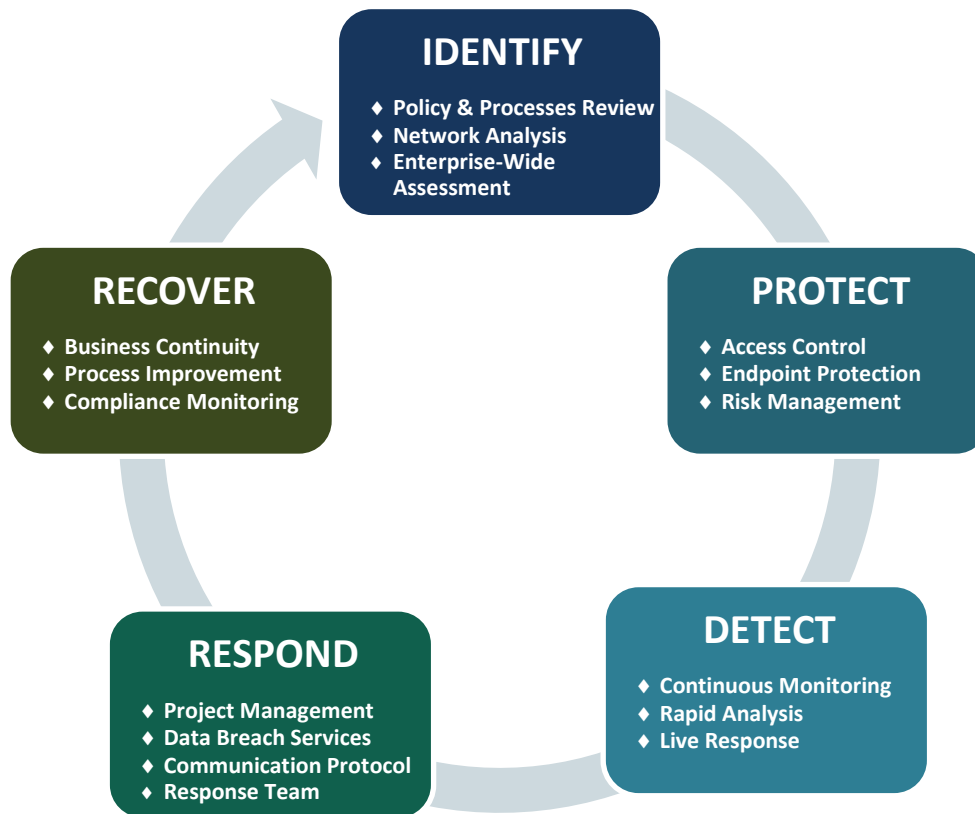 IDENTIFY
♦ Policy & Processes Review
♦ Network Analysis
♦ Enterprise-Wide
Assessment
PROTECT
♦ Access Control
♦ Endpoint Protection
♦ Risk Management
DETECT
♦ Continuous Monitoring
♦ Rapid Analysis
♦ Live Response
RESPOND
♦ Project Management
♦ Data Breach Services
♦ Communication Protocol
♦ Response Team
RECOVER
♦ Business Continuity
♦ Process Improvement
♦ Compliance Monitoring